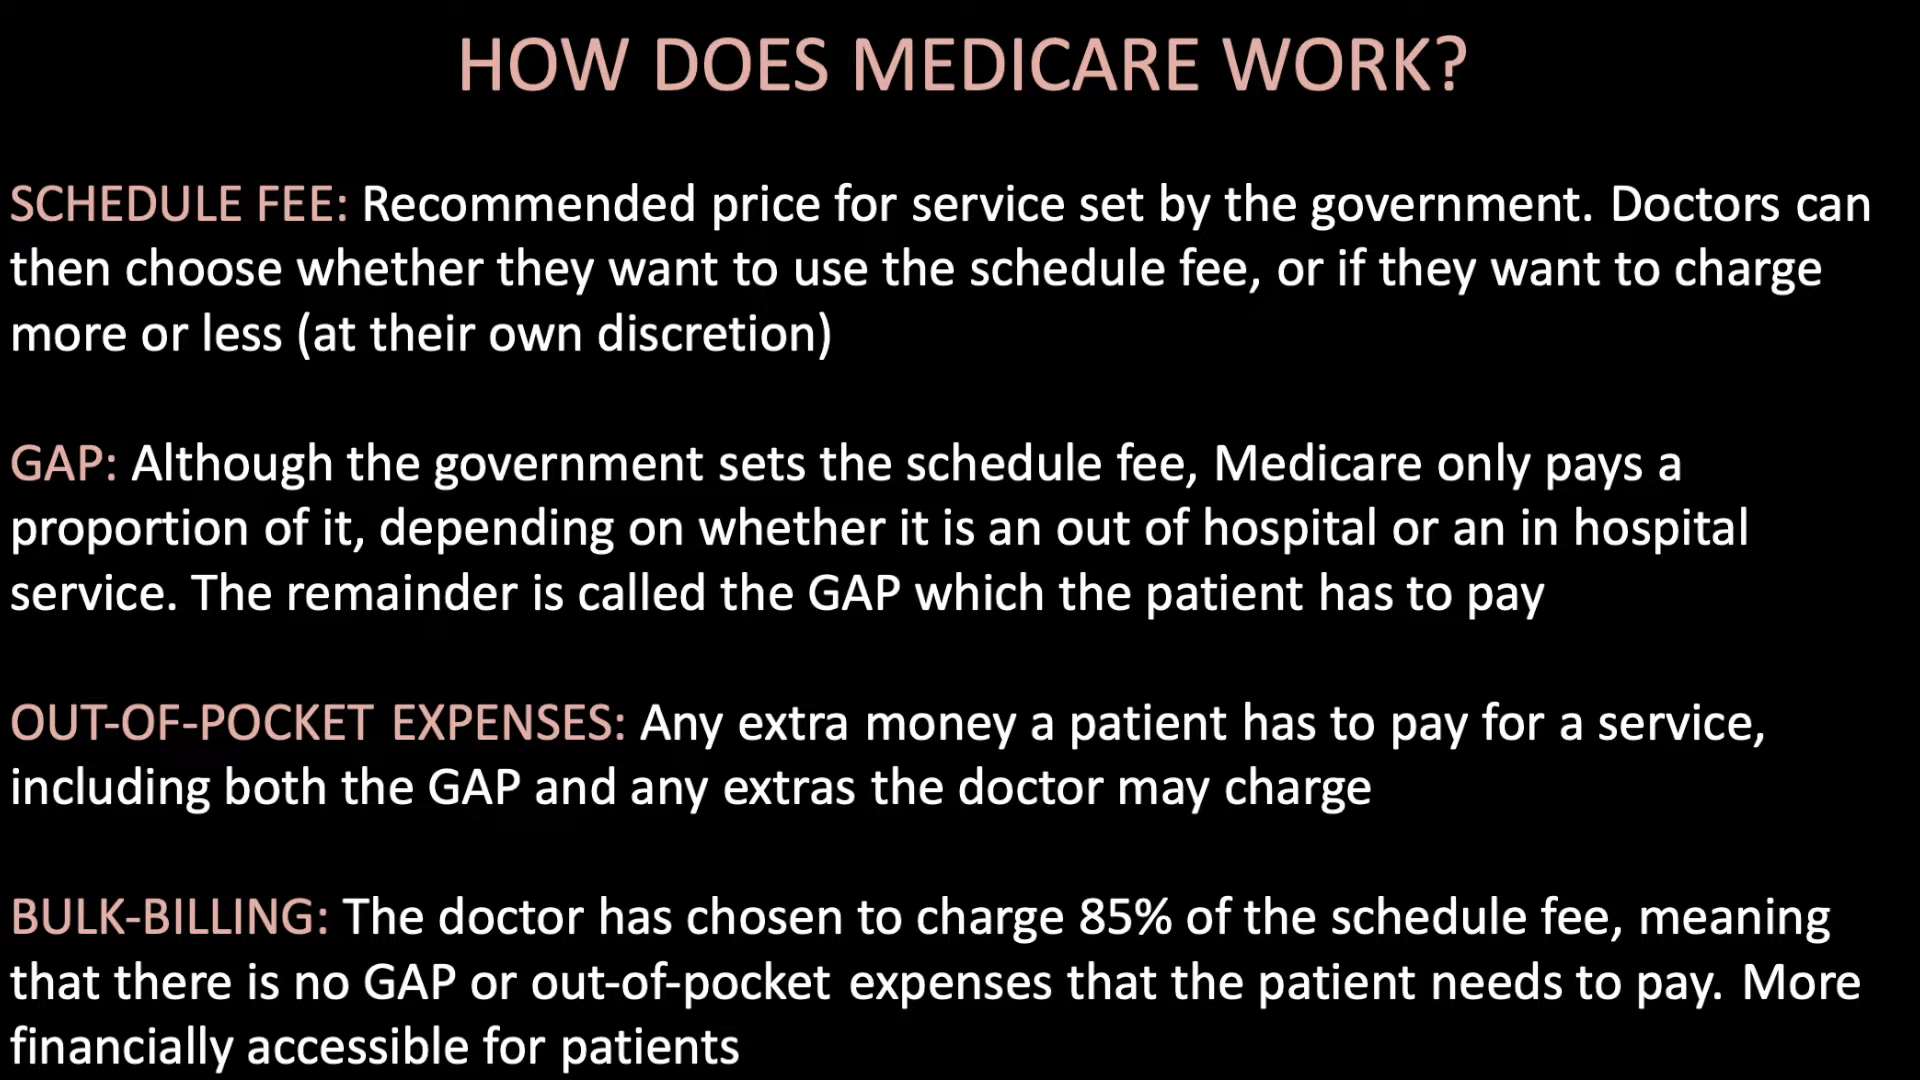 HOW DOES MEDICARE WORK?
SCHEDULE FEE: Recommended price for service set by the government. Doctors can
then choose whether they want to use the schedule fee, or if they want to charge
more or less (at their own discretion)
GAP: Although the government sets the schedule fee, Medicare only pays a
proportion of it, depending on whether it is an out of hospital or an in hospital
service. The remainder is called the GAP which the patient has to pay
OUT-OF-POCKET EXPENSES: Any extra money a patient has to pay for a service,
including both the GAP and any extras the doctor may charge
BULK-BILLING: The doctor has chosen to charge 85% of the schedule fee, meaning
that there is no GAP or out-of-pocket expenses that the patient needs to pay. More
financially accessible for patients